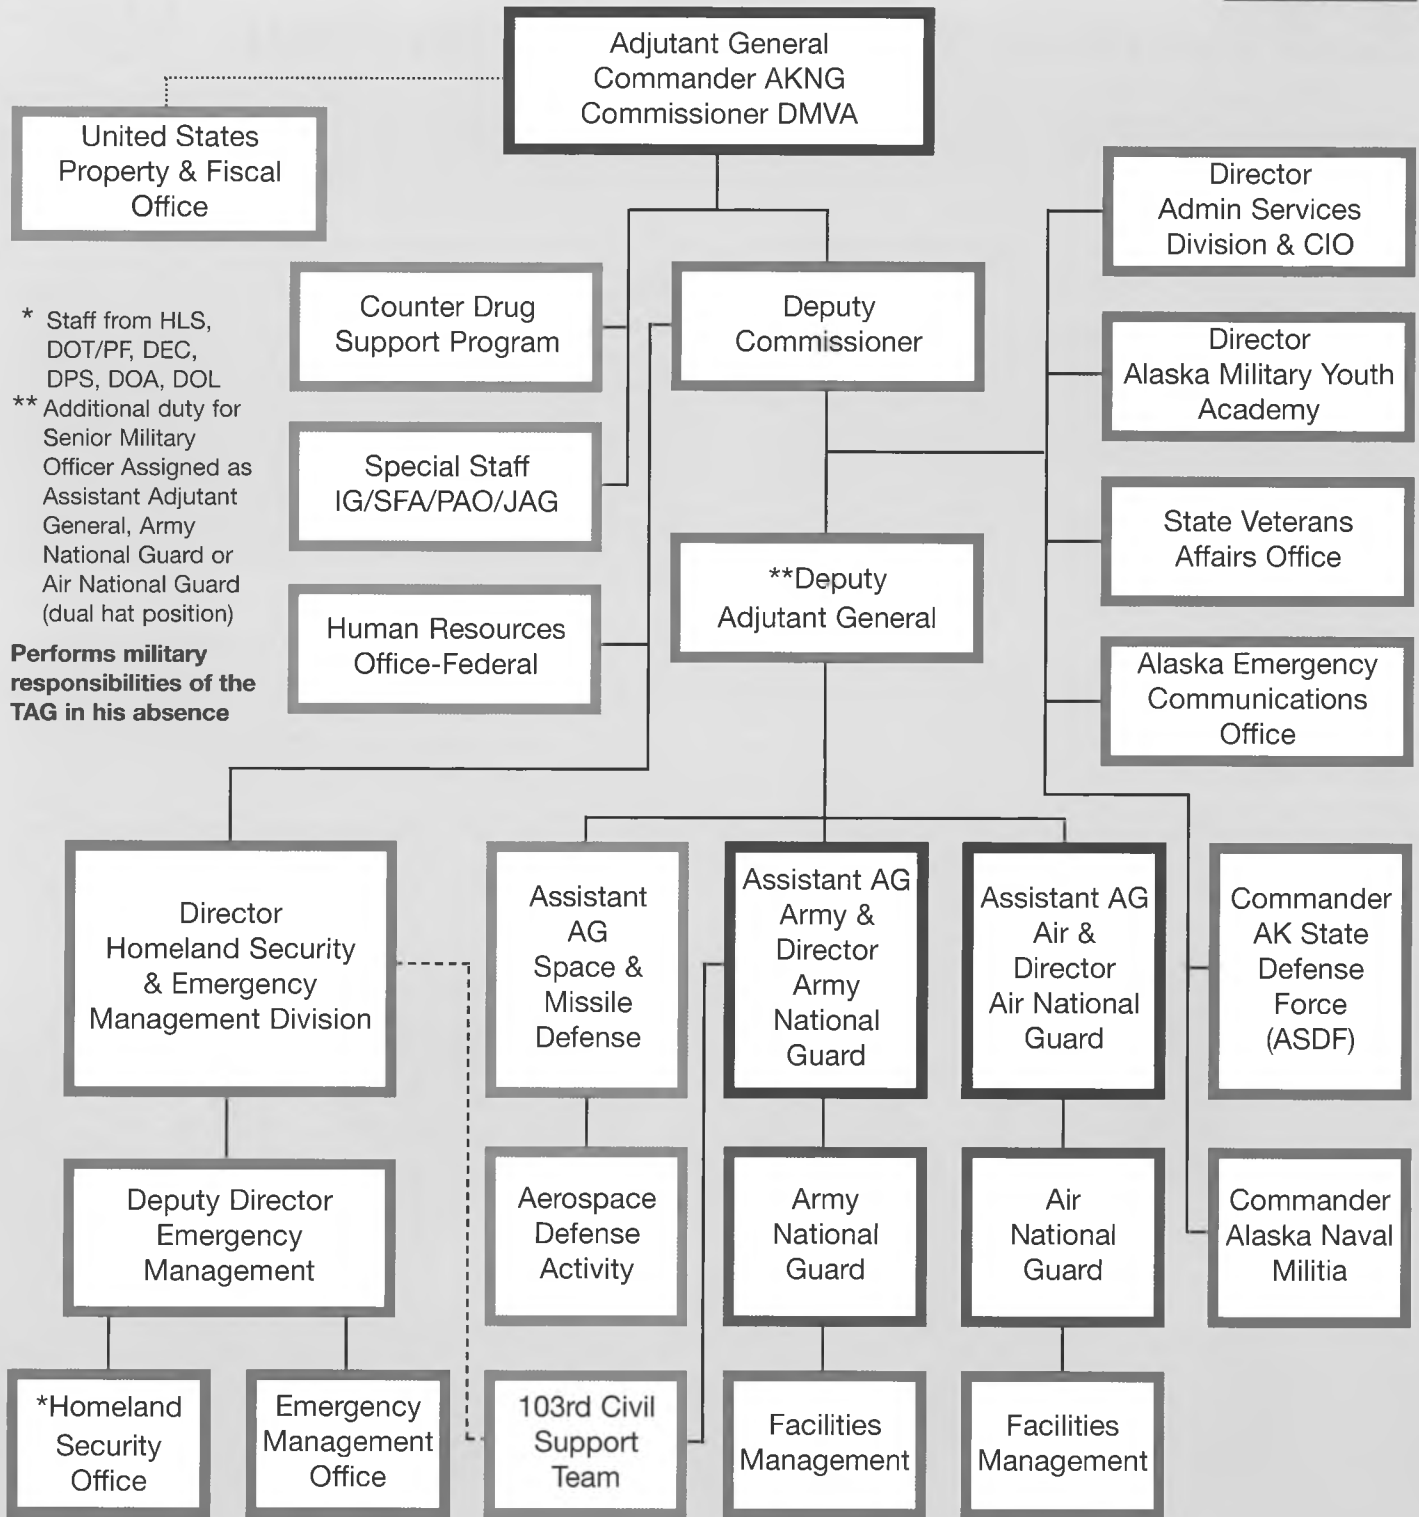 Adjutant General
Commander AKNG
Commissioner DMVA
United States
Property & Fiscal
Office
Director
Admin Services
Division & CIO
Counter Drug
Support Program
Deputy
Commissioner
* Staff from HLS,
DOT/PF, DEC,
DPS, DOA, DOL
** Additional duty for
Senior Military
Officer Assigned as
Assistant Adjutant
General, Army
National Guard or
Air National Guard
(dual hat position)
Performs military
responsibilities of the
TAG in his absence
Director
Alaska Military Youth
Academy
Special Staff
IG/SFA/PAO/JAG
State Veterans
Affairs Office
**Deputy
Adjutant General
Human Resources
Office-Federal
Alaska Emergency
Communications
Office
Director
Homeland Security
& Emergency
Management Division
Assistant
AG
Space &
Missile
Defense
Assistant AG
Army &
Director
Army
National
Guard
Assistant AG
Air &
Director
Air National
Guard
Commander
AK State
Defense
Force
(ASDF)
Deputy Director
Emergency
Management
Aerospace
Defense
Activity
Army
National
Guard
Air
National
Guard
Commander
Alaska Naval
Militia
*Homeland
Security
Office
Emergency
Management
Office
103rd Civil
Support
Team
Facilities
Management
Facilities
Management